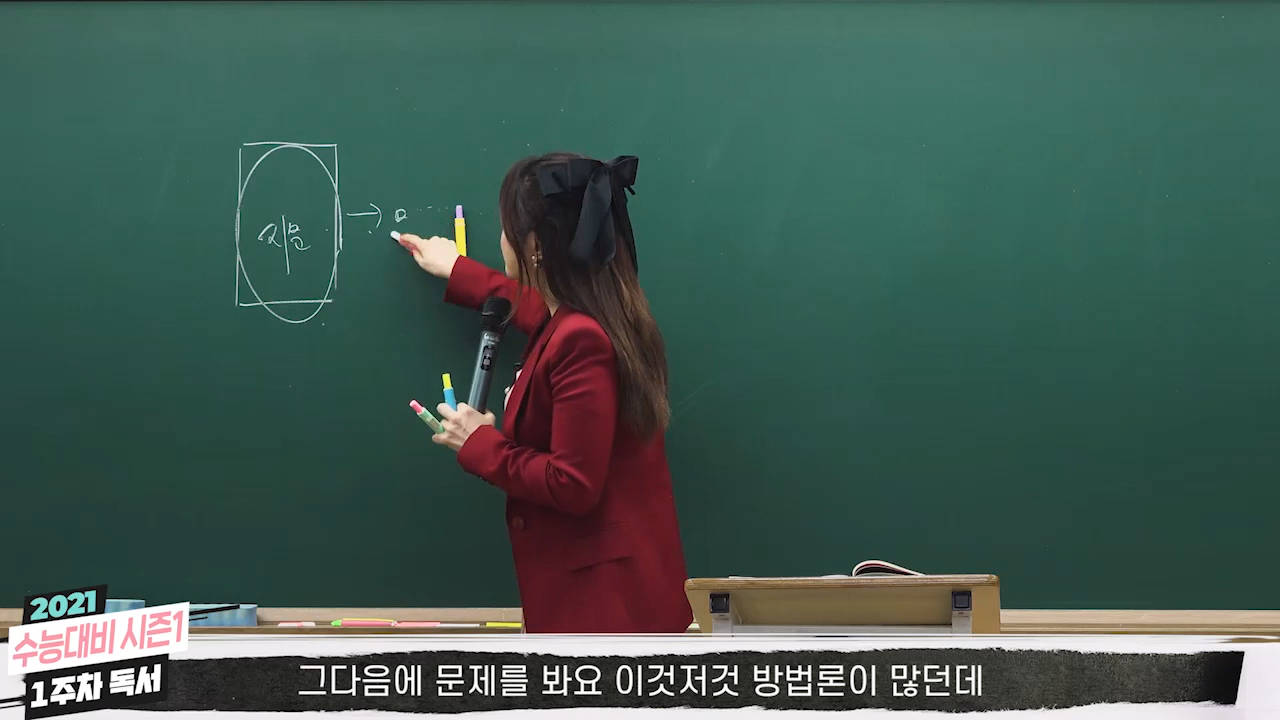 지문
2021
수능대비 시즌1
1주차 독서
그다음에 문제를 봐요 이것저것 방법론이 많던데